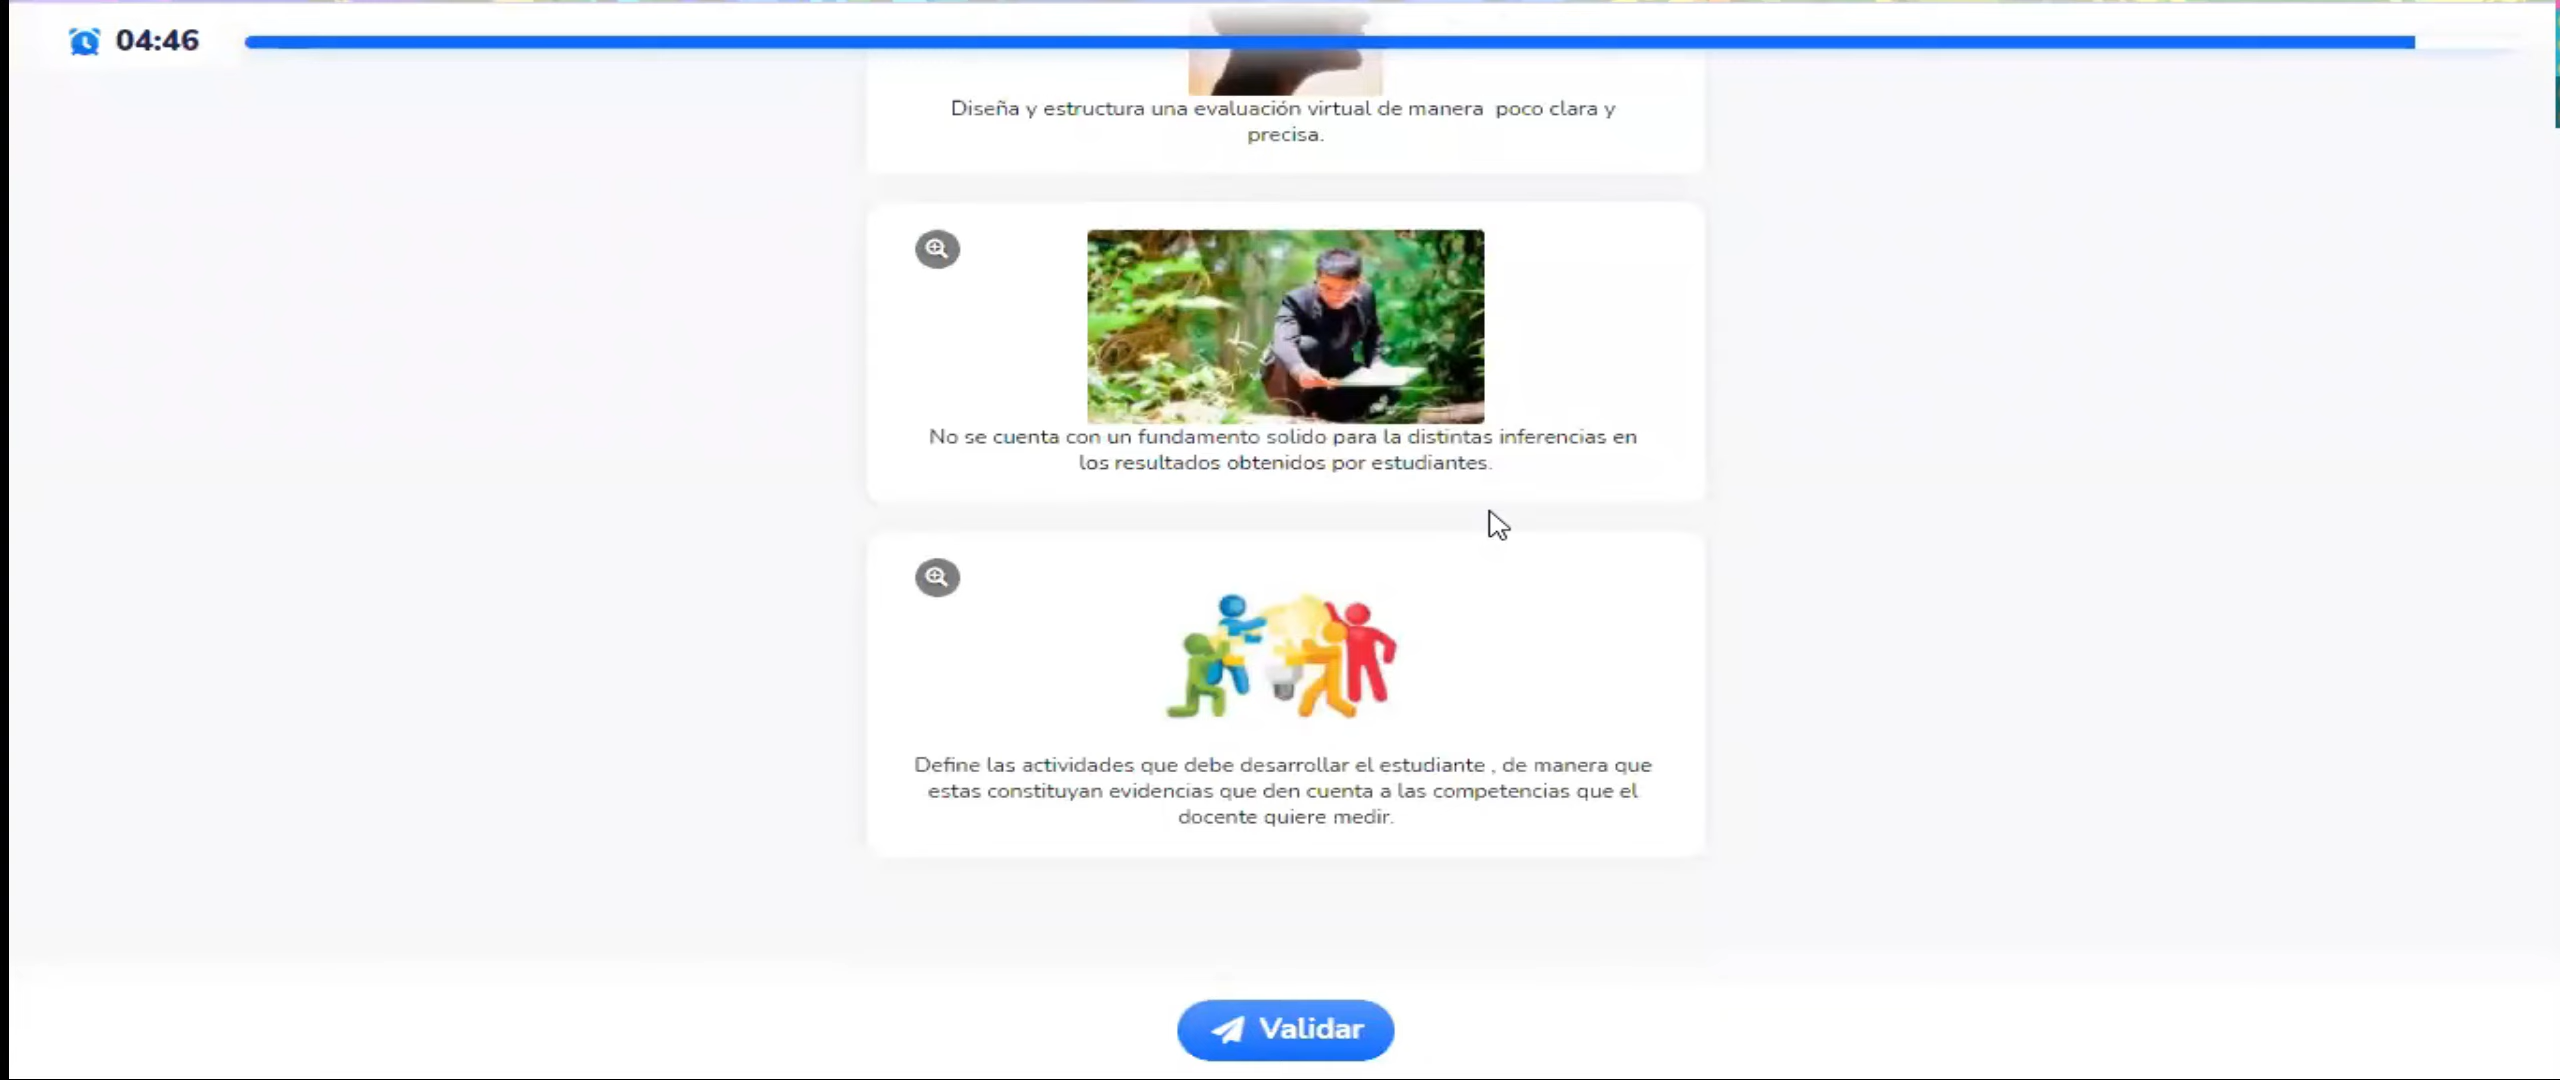 04:46
Diseña y estructura una evaluación virtual de manera poco clara y
precisa.
No se cuenta con un fundamento solido para la distintas inferencias en
los resultados obtenidos por estudiantes.
Define las actividades que debe desarrollar el estudiante , de manera que
estas constituyan evidencias que den cuenta a las competencias que el
docente quiere medir.
Validar